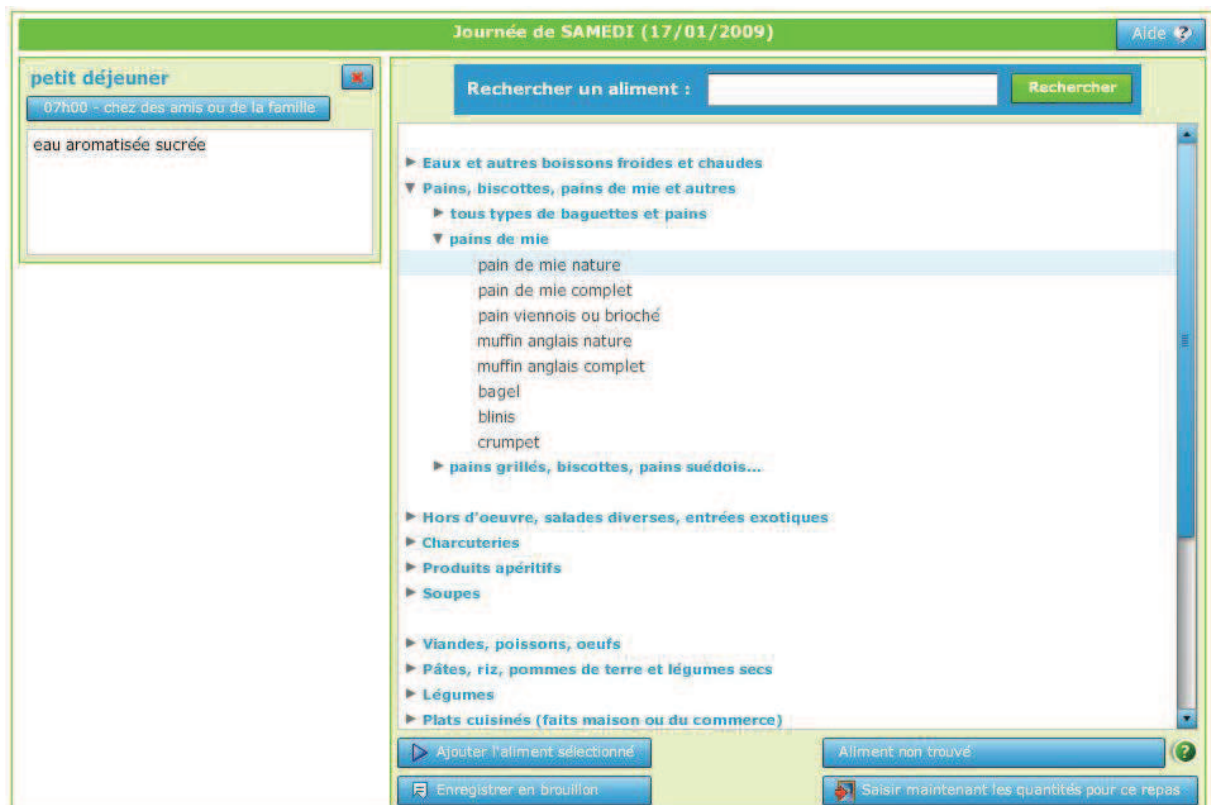 Journée de SAMEDI (17/01/2009)
Aide ?
petit déjeuner
07h00 - chez des amis ou de la famille
eau aromatisée sucrée
Rechercher un aliment :
Rechercher
Eaux et autres boissons froides et chaudes
Pains, biscottes, pains de mie et autres
tous types de baguettes et pains
pains de mie
pain de mie nature
pain de mie complet
pain viennois ou brioché
muffin anglais nature
muffin anglais complet
bagel
blinis
crumpet
pains grillés, biscottes, pains suédois...
Hors d'oeuvre, salades diverses, entrées exotiques
Charcuteries
Produits apéritifs
Soupes
Viandes, poissons, oeufs
Pâtes, riz, pommes de terre et légumes secs
Légumes
Plats cuisinés (faits maison ou du commerce)
Ajouter l'aliment sélectionné
Aliment non trouvé
?
Enregistrer en brouillon
Saisir maintenant les quantités pour ce repas